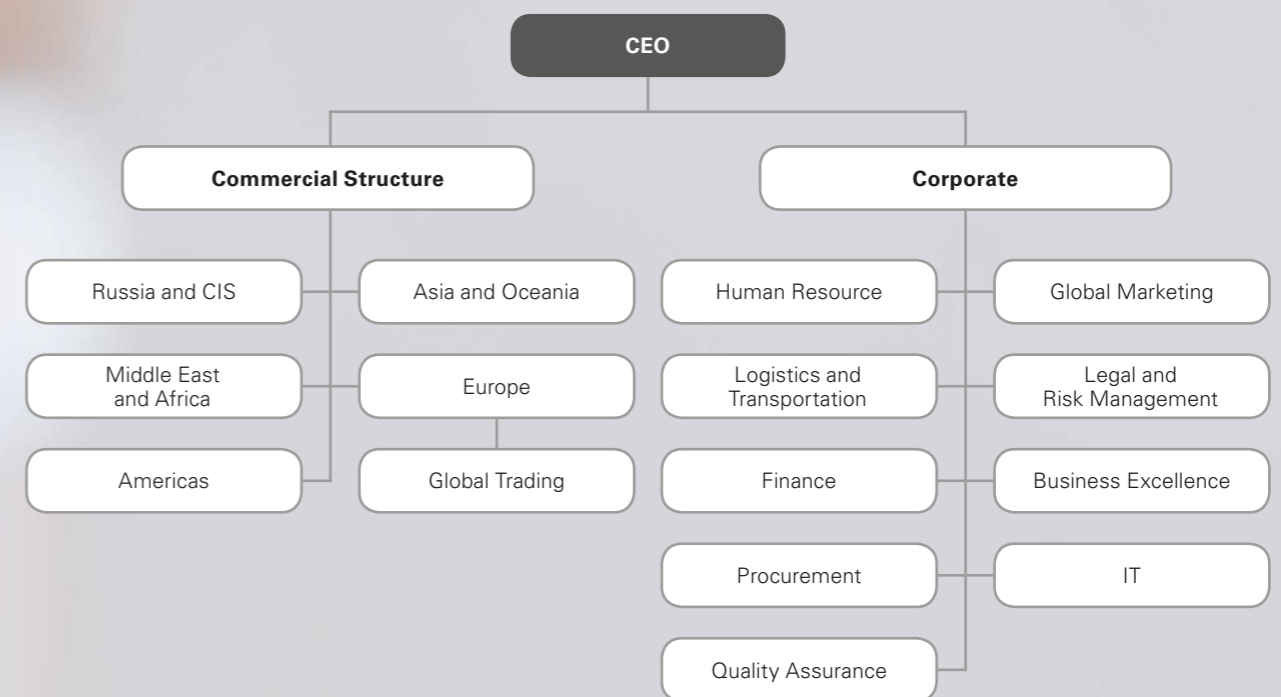 CEO
Commercial Structure
Corporate
Russia and CIS
Asia and Oceania
Human Resource
Global Marketing
Middle East
and Africa
Europe
Logistics and
Transportation
Legal and
Risk Management
Americas
Global Trading
Finance
Business Excellence
Procurement
IT
Quality Assurance